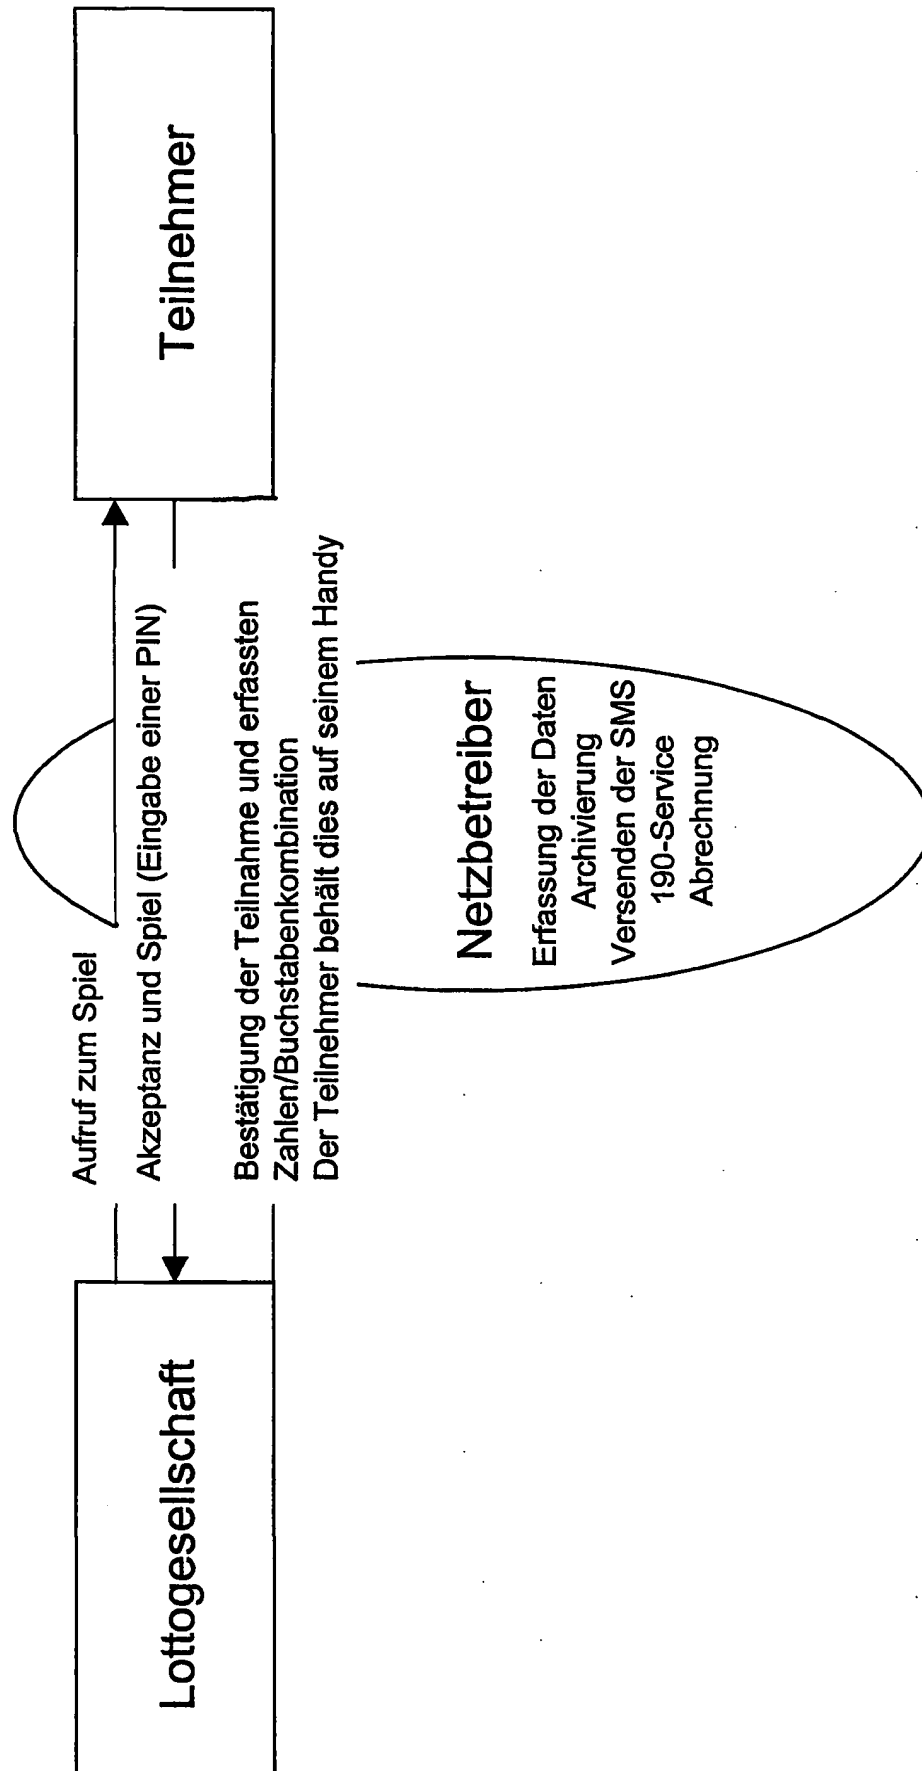 Lottogesellschaft
Aufruf zum Spiel
Akzeptanz und Spiel (Eingabe einer PIN)
Bestätigung der Teilnahme und erfassten
Zahlen/Buchstabenkombination
Der Teilnehmer behält dies auf seinem Handy
Teilnehmer
Netzbetreiber
Erfassung der Daten
Archivierung
Versenden der SMS
190-Service
Abrechnung